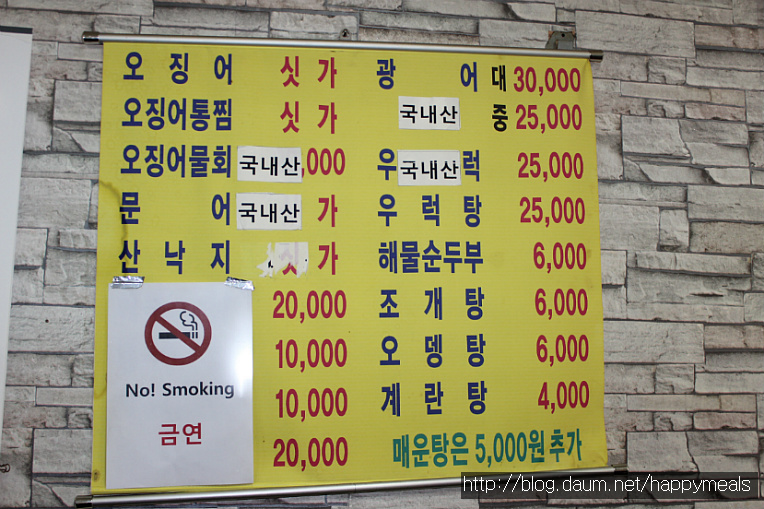 오징어 싯가
오징어통찜 싯가
오징어물회 국내산 ,000
문어 국내산 가
산낙지 가
20,000
10,000
10,000
20,000
광어 대 30,000
국내산 중 25,000
우 국내산 럭 25,000
우럭탕 25,000
해물순두부 6,000
조개탕 6,000
오뎅탕 6,000
계란탕 4,000
매운탕은 5,000원 추가
No! Smoking
금연
http://blog.daum.net/happymeals